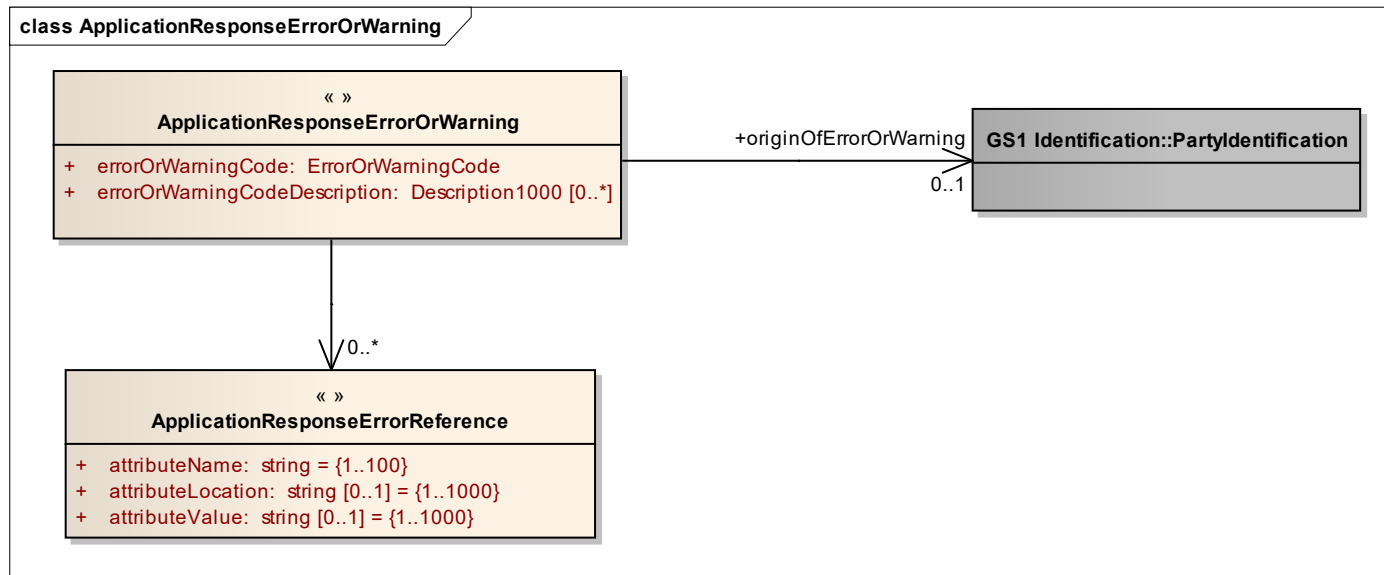 class ApplicationResponseErrorOrWarning
« »
ApplicationResponseErrorOrWarning
+ errorOrWarningCode: ErrorOrWarningCode
+ errorOrWarningCodeDescription: Description1000 [0..*]
+originOfErrorOrWarning
0..1
GS1 Identification::PartyIdentification
0..*
« »
ApplicationResponseErrorReference
+ attributeName: string = {1..100}
+ attributeLocation: string [0..1] = {1..1000}
+ attributeValue: string [0..1] = {1..1000}